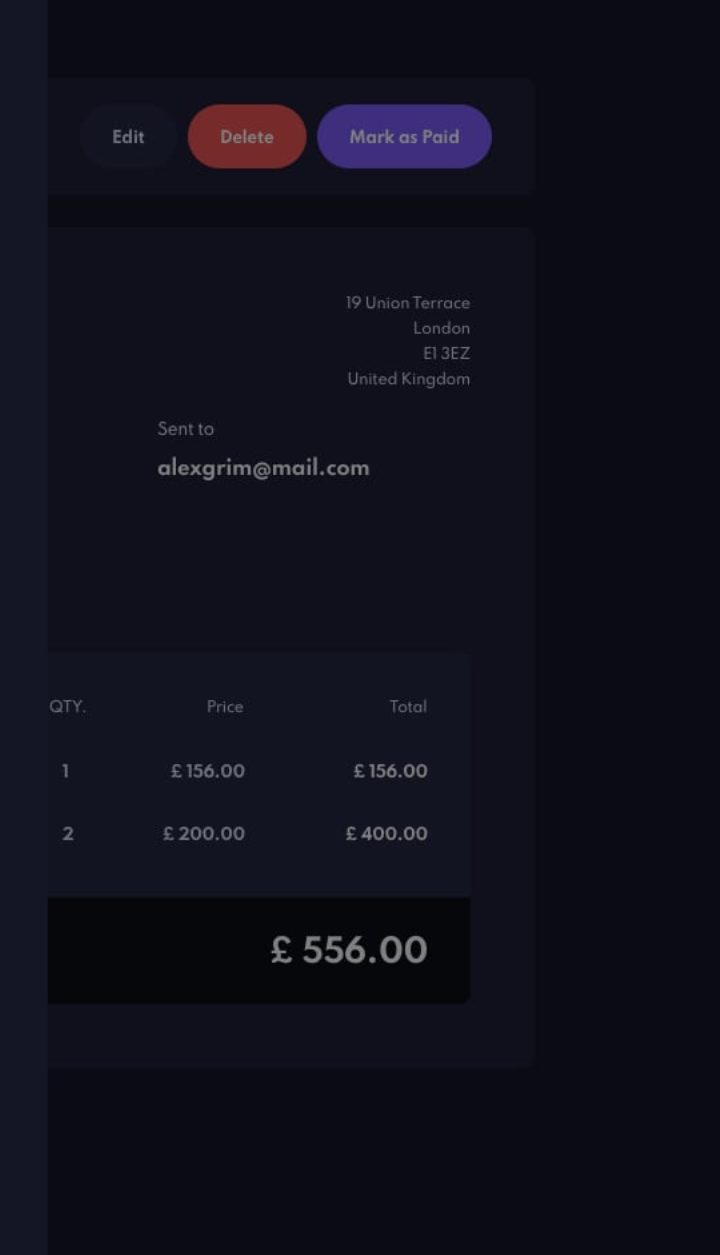 Edit Delete Mark as Paid
19 Union Terrace
London
E1 3EZ
United Kingdom
Sent to
alexgrim@mail.com
QTY. Price Total
1 £ 156.00 £ 156.00
2 £ 200.00 £ 400.00
£ 556.00